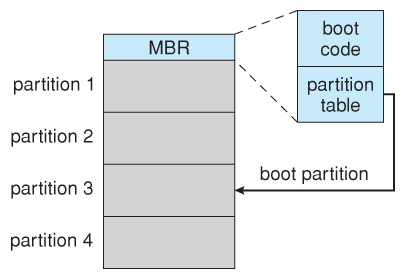 boot
code
MBR
partition 1
partition
table
partition 2
boot partition
partition 3
partition 4